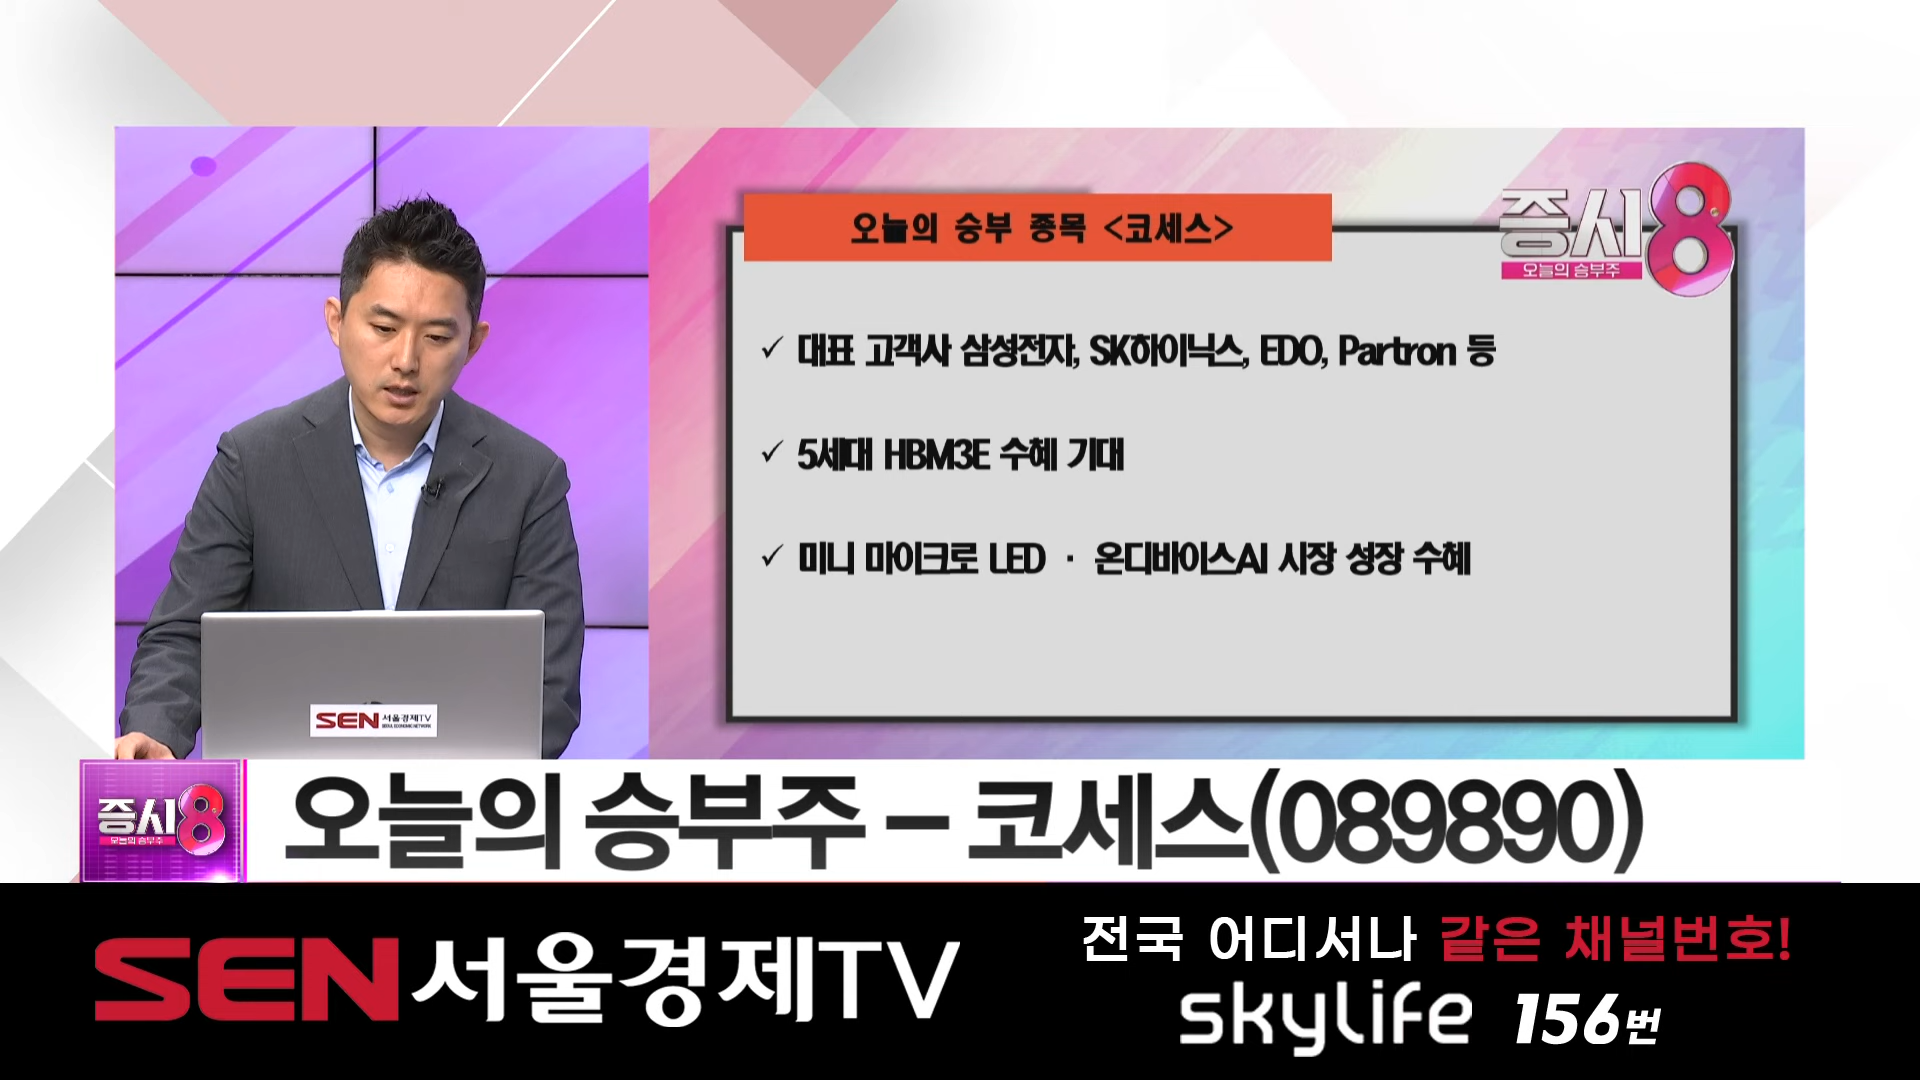 오늘의 승부 종목 <코세스>
증시8
오늘의 승부주
✓ 대표 고객사 삼성전자, SK하이닉스, EDO, Partron 등
✓ 5세대 HBM3E 수혜 기대
✓ 미니 마이크로 LED · 온디바이스AI 시장 성장 수혜
SEN 서울경제TV
SEOUL ECONOMIC NETWORK
증시8
오늘의 승부주
오늘의 승부주 – 코세스(089890)
SEN 서울경제TV
전국 어디서나 같은 채널번호!
skylife 156번